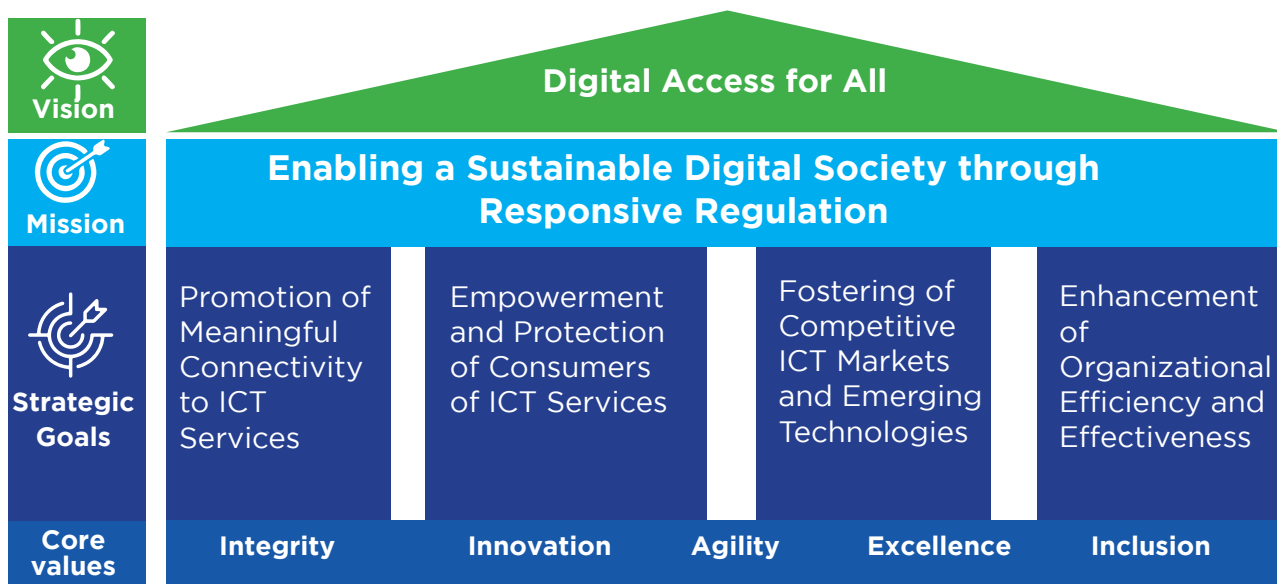 Vision
Digital Access for All
Mission
Enabling a Sustainable Digital Society through
Responsive Regulation
Strategic
Goals
Promotion of
Meaningful
Connectivity
to ICT
Services
Empowerment
and Protection
of Consumers
of ICT Services
Fostering of
Competitive
ICT Markets
and Emerging
Technologies
Enhancement
of
Organizational
Efficiency and
Effectiveness
Core
values
Integrity
Innovation
Agility
Excellence
Inclusion